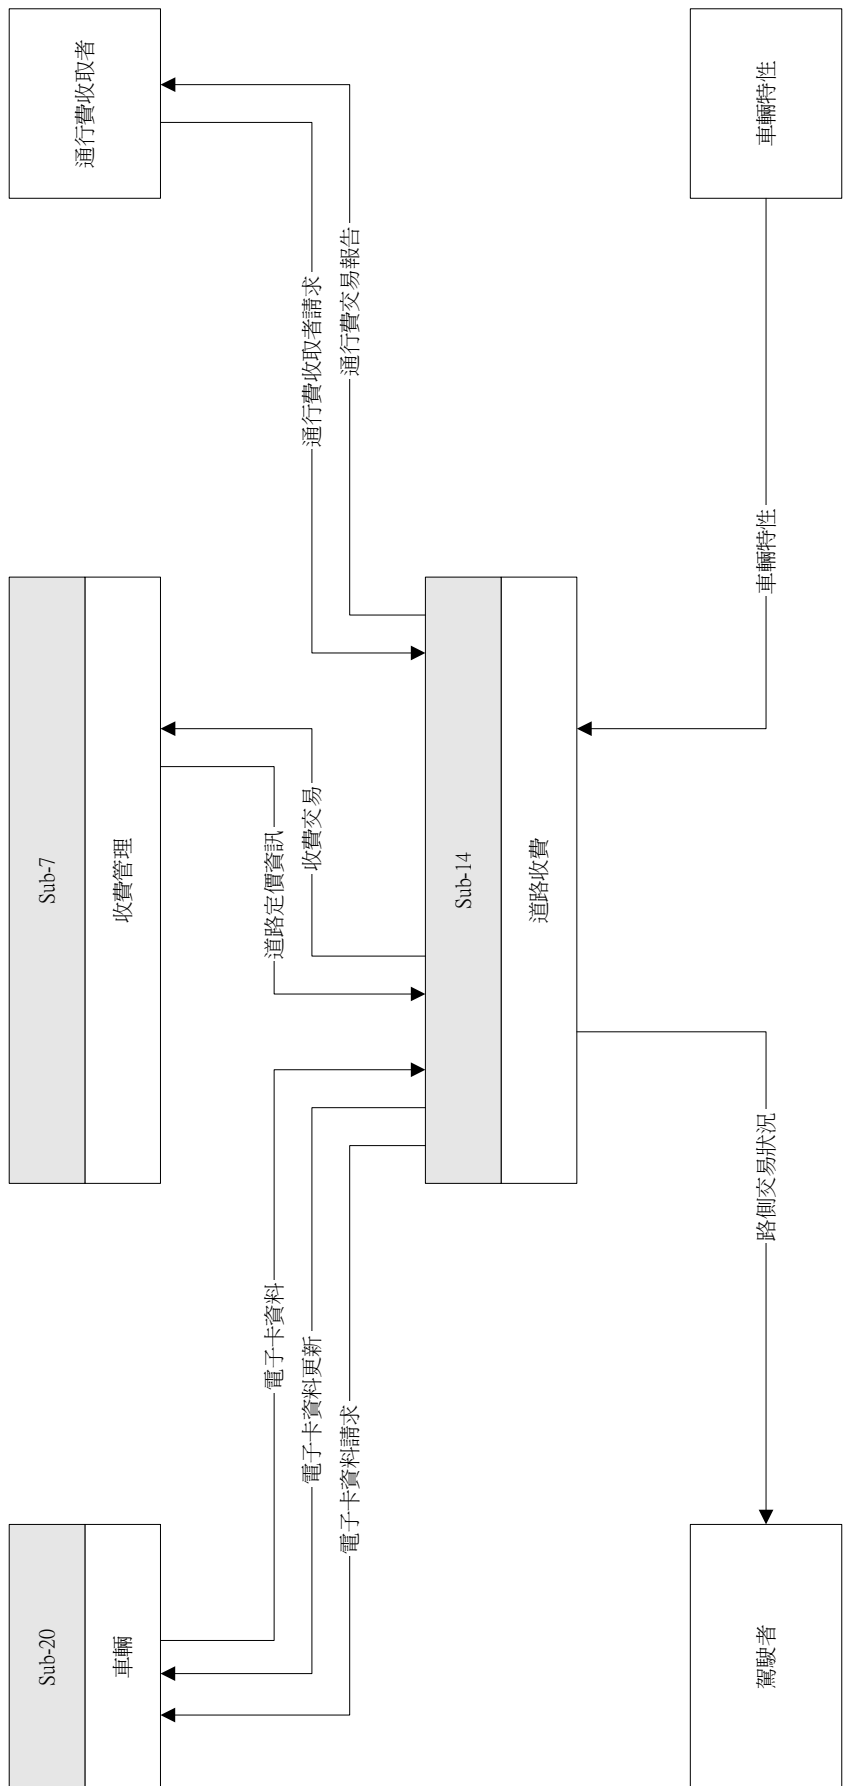 Sub-20
車輛
Sub-7
收費管理
通行費收取者
電子卡資料
道路定價資訊
電子卡資料更新
收費交易
通行費收取者請求
電子卡資料請求
通行費交易報告
Sub-14
道路收費
駕駛者
路側交易狀況
車輛特性
車輛特性